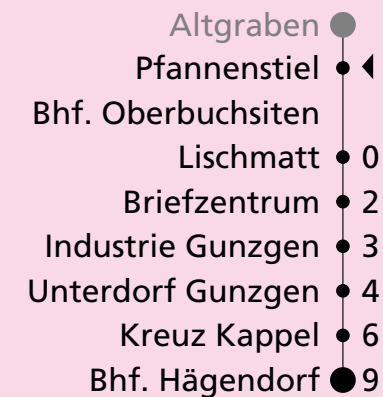 Altgraben
Pfannenstiel
Bhf. Oberbuchsiten
Lischmatt 0
Briefzentrum 2
Industrie Gunzgen 3
Unterdorf Gunzgen 4
Kreuz Kappel 6
Bhf. Hägendorf 9